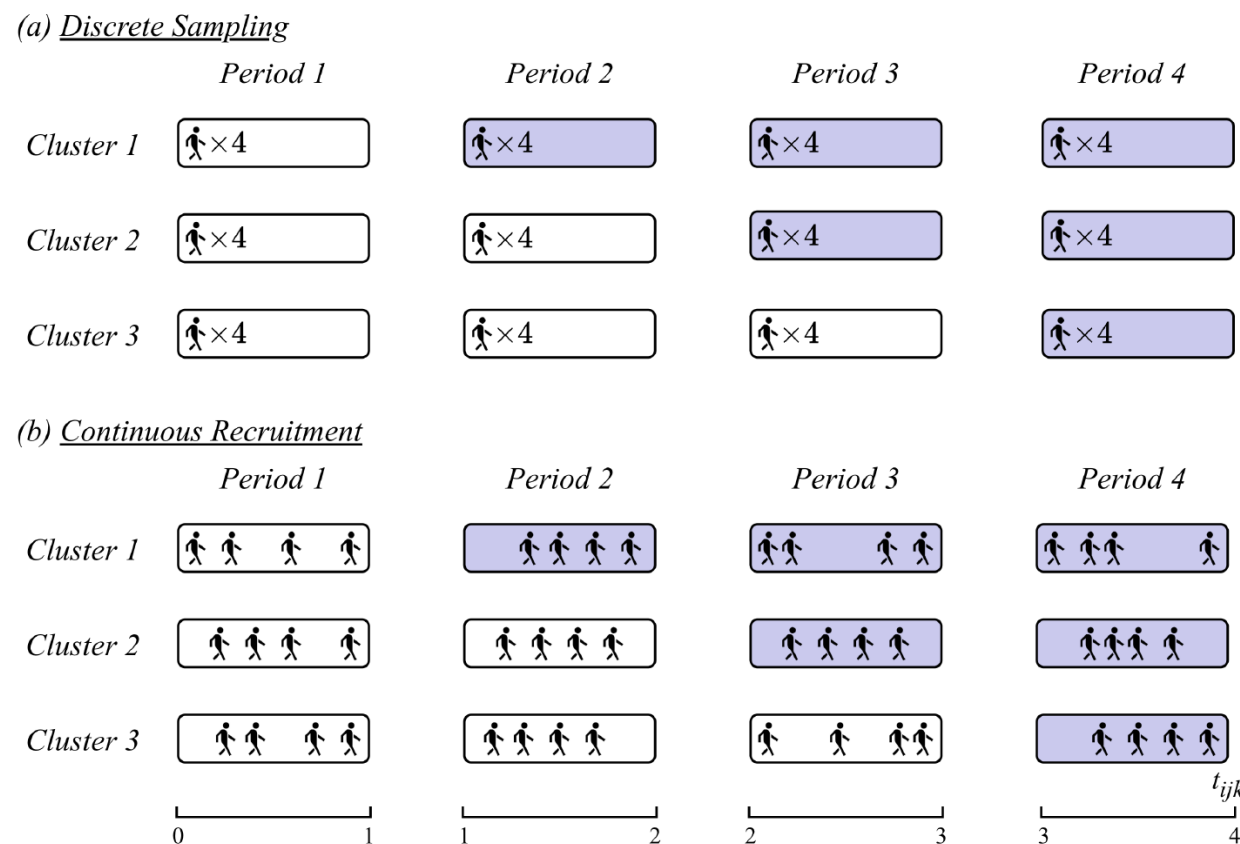 (a) Discrete Sampling
Period 1 Period 2 Period 3 Period 4
Cluster 1 ×4 ×4 ×4 ×4
Cluster 2 ×4 ×4 ×4 ×4
Cluster 3 ×4 ×4 ×4 ×4
(b) Continuous Recruitment
Period 1 Period 2 Period 3 Period 4
Cluster 1
Cluster 2
Cluster 3
t_ijk
0 1 1 2 2 3 3 4